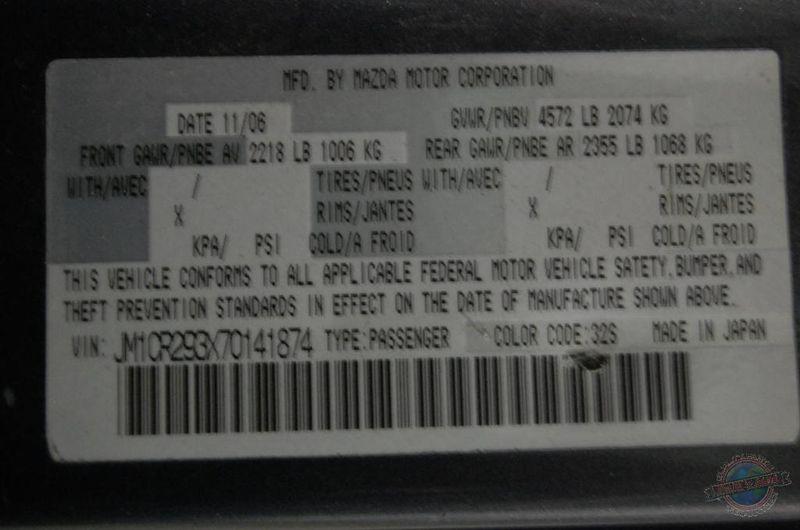 MFD. BY MAZDA MOTOR CORPORATION
DATE 11/06 GVWR/PNBV 4572 LB 2074 KG
FRONT GAWR/PNBE AV 2218 LB 1006 KG REAR GAWR/PNBE AR 2355 LB 1068 KG
WITH/AVEC / TIRES/PNEUS WITH/AVEC / TIRES/PNEUS
X RIMS/JANTES X RIMS/JANTES
KPA/ PSI COLD/A FROID KPA/ PSI COLD/A FROID
THIS VEHICLE CONFORMS TO ALL APPLICABLE FEDERAL MOTOR VEHICLE SAFETY, BUMPER, AND
THEFT PREVENTION STANDARDS IN EFFECT ON THE DATE OF MANUFACTURE SHOWN ABOVE.
VIN: JM1CR293X70141874 TYPE:PASSENGER COLOR CODE:32S MADE IN JAPAN